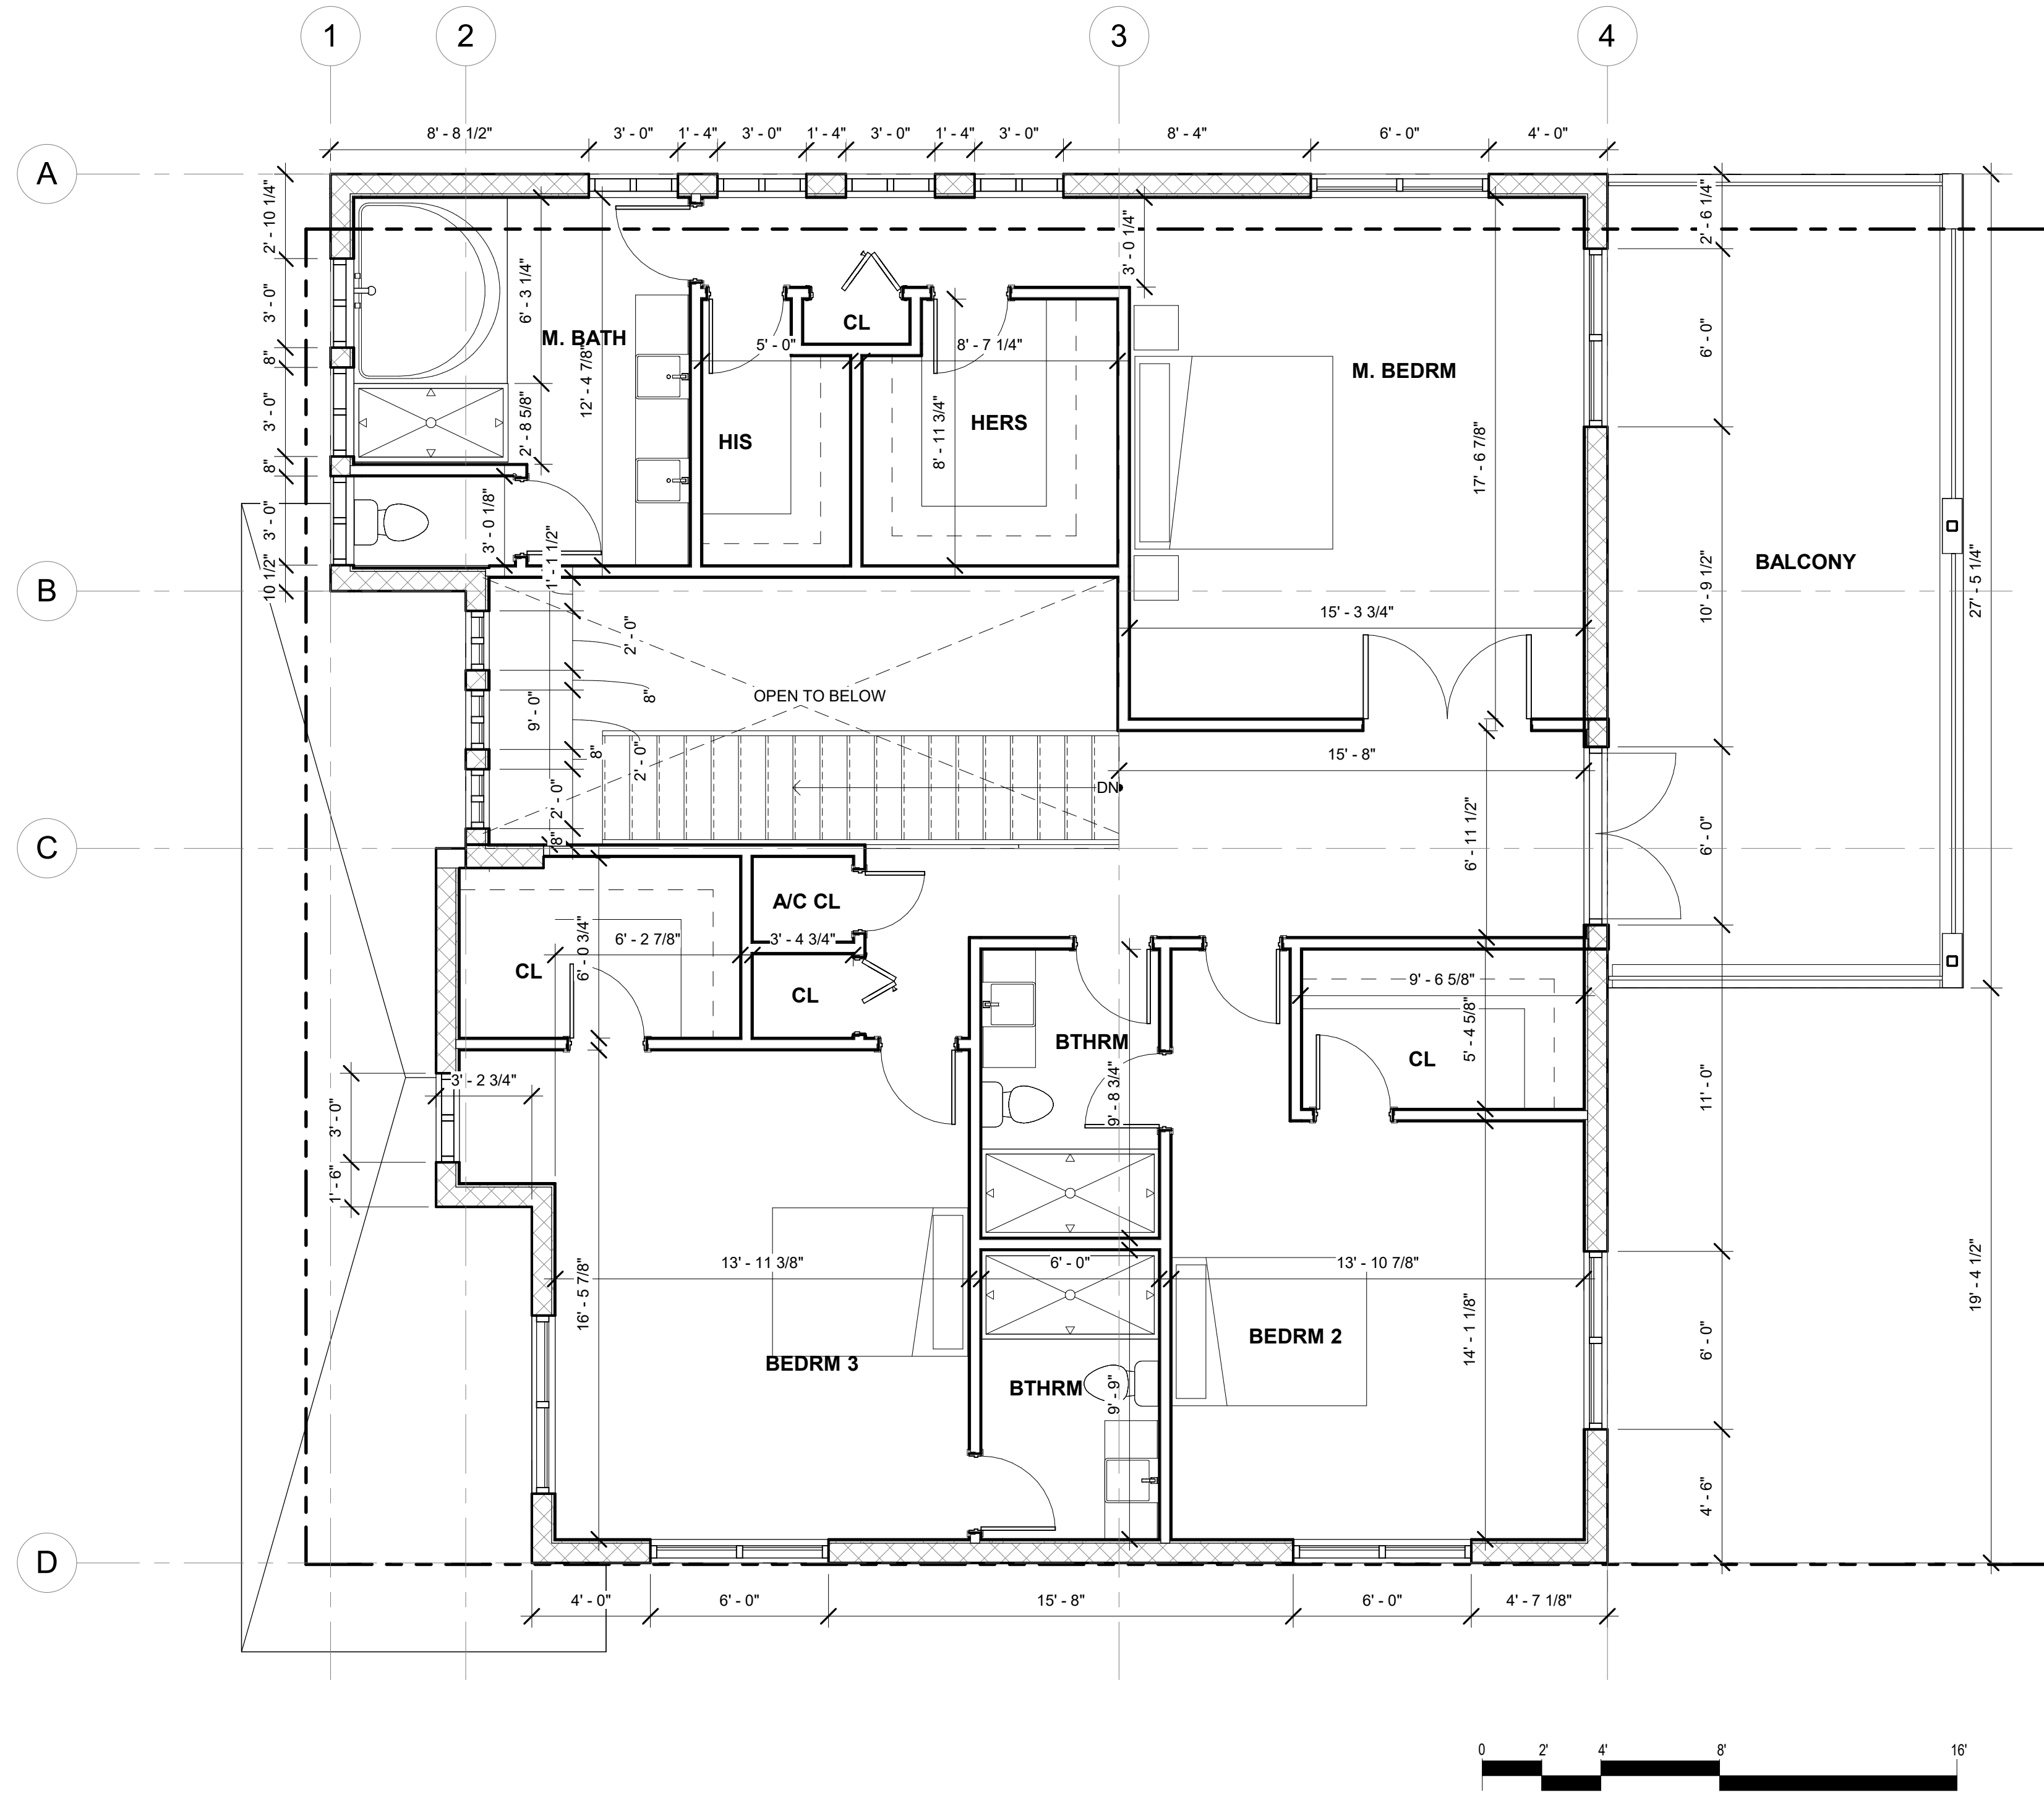 1 2 3 4
8' - 8 1/2" 3' - 0" 1' - 4" 3' - 0" 1' - 4" 3' - 0" 1' - 4" 3' - 0" 8' - 4" 6' - 0" 4' - 0"
A
2' - 10 1/4"
3' - 0"
8"
3' - 0"
8"
3' - 0"
10 1/2"
6' - 3 1/4"
M. BATH
12' - 4 7/8"
2' - 8 5/8"
3' - 0 1/8"
1' - 1 1/2"
CL
5' - 0"
8' - 7 1/4"
HIS
HERS
8' - 11 3/4"
3' - 0 1/4"
M. BEDRM
17' - 6 7/8"
15' - 3 3/4"
2' - 6 1/4"
6' - 0"
10' - 9 1/2"
BALCONY
27' - 5 1/4"
B
2' - 0"
8"
9' - 0"
2' - 0"
8"
2' - 0"
8"
OPEN TO BELOW
DN
15' - 8"
6' - 11 1/2"
6' - 0"
C
A/C CL
6' - 2 7/8"
3' - 4 3/4"
6' - 0 3/4"
CL
CL
BTHRM
9' - 8 3/4"
9' - 6 5/8"
5' - 4 5/8"
CL
11' - 0"
3' - 2 3/4"
3' - 0"
1' - 6"
13' - 11 3/8"
6' - 0"
13' - 10 7/8"
16' - 5 7/8"
BEDRM 3
BTHRM
9' - 9"
BEDRM 2
14' - 1 1/8"
6' - 0"
4' - 6"
19' - 4 1/2"
D
4' - 0" 6' - 0" 15' - 8" 6' - 0" 4' - 7 1/8"
0 2' 4' 8' 16'